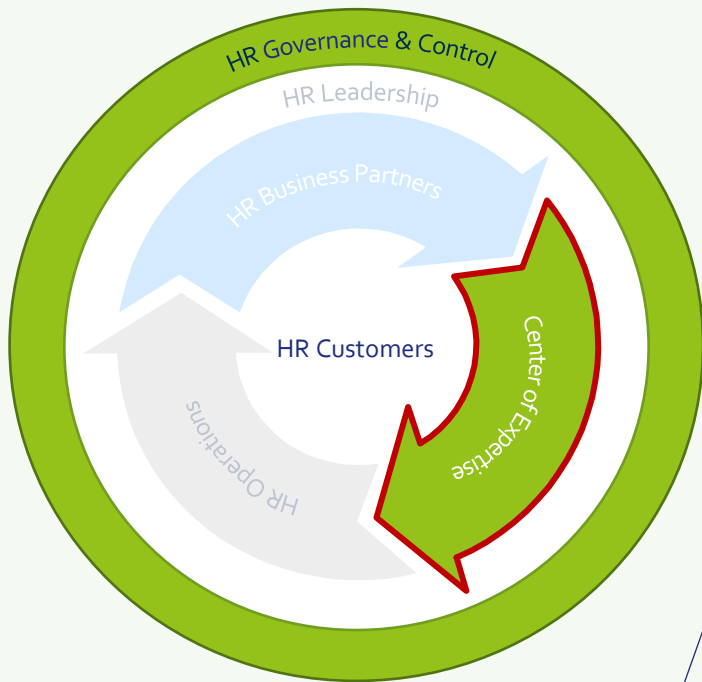 HR Governance & Control
HR Leadership
HR Business Partners
Center of Expertise
HR Customers
HR Operations